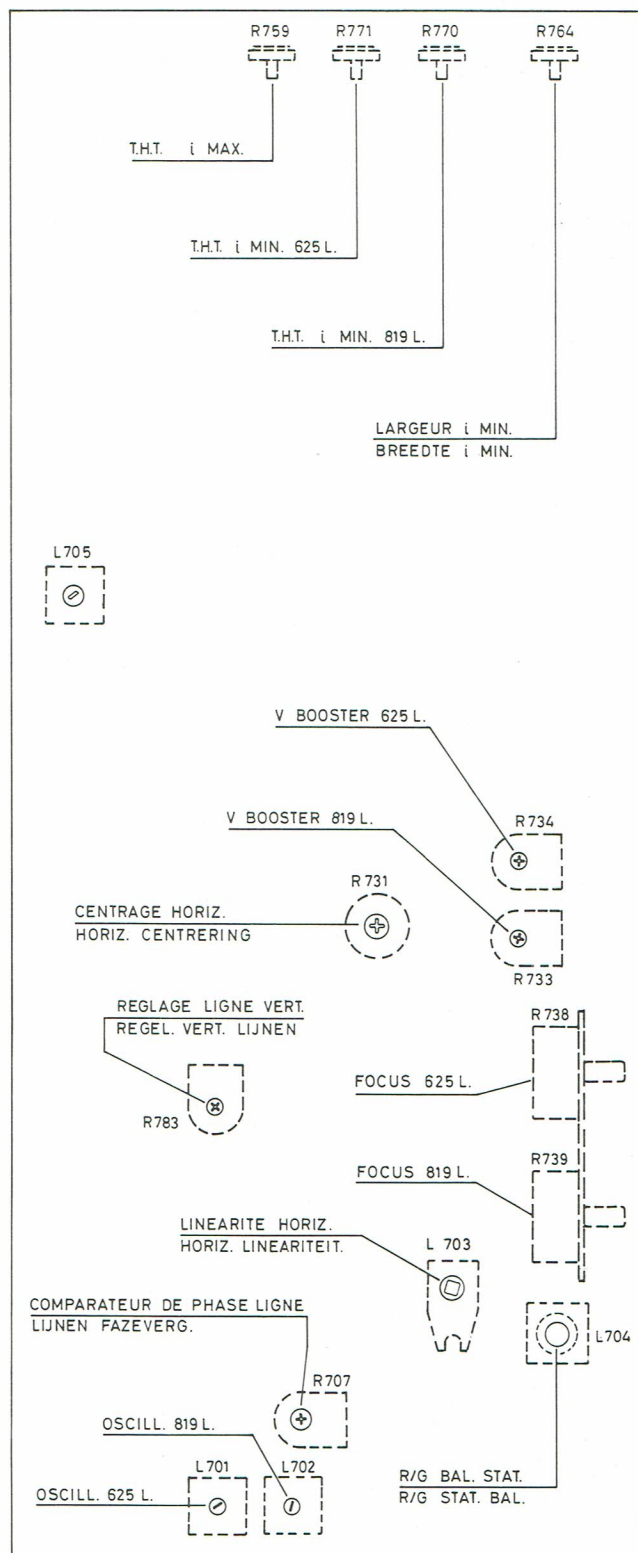 R759 R771 R770 R764
T.H.T. i MAX.
T.H.T. i MIN. 625 L.
T.H.T. i MIN. 819 L.
LARGEUR i MIN.
BREEDTE i MIN.
L705
V BOOSTER 625 L.
V BOOSTER 819 L.
R734
R731
CENTRAGE HORIZ.
HORIZ. CENTRERING
R733
REGLAGE LIGNE VERT.
REGEL. VERT. LIJNEN
R738
FOCUS 625 L.
R783
R739
FOCUS 819 L.
LINEARITE HORIZ.
HORIZ. LINEARITEIT.
L 703
COMPARATEUR DE PHASE LIGNE
LIJNEN FAZEVERG.
L704
R707
OSCILL. 819 L.
L701 L702
OSCILL. 625 L.
R/G BAL. STAT.
R/G STAT. BAL.